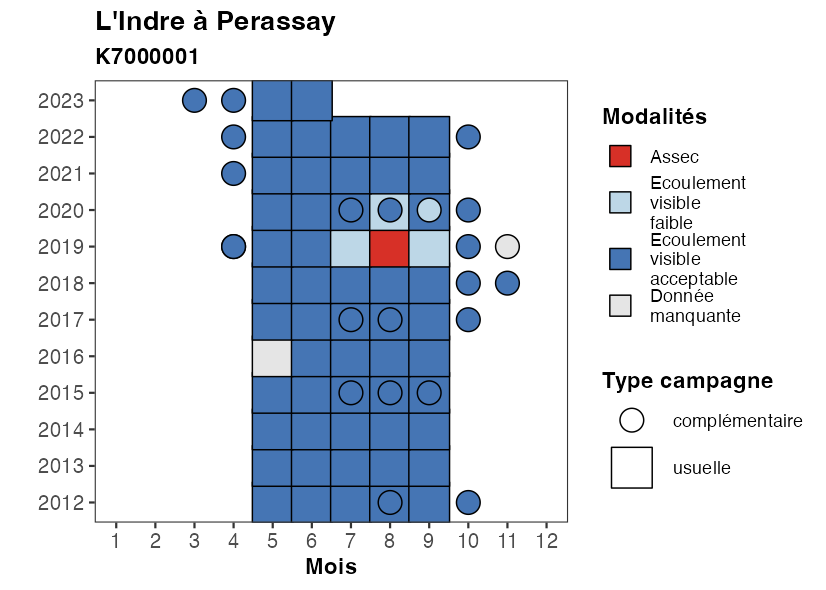 L'Indre à Perassay
K7000001
2023
2022
2021
2020
2019
2018
2017
2016
2015
2014
2013
2012
1 2 3 4 5 6 7 8 9 10 11 12
Mois
Modalités
Assec
Ecoulement
visible
faible
Ecoulement
visible
acceptable
Donnée
manquante
Type campagne
complémentaire
usuelle